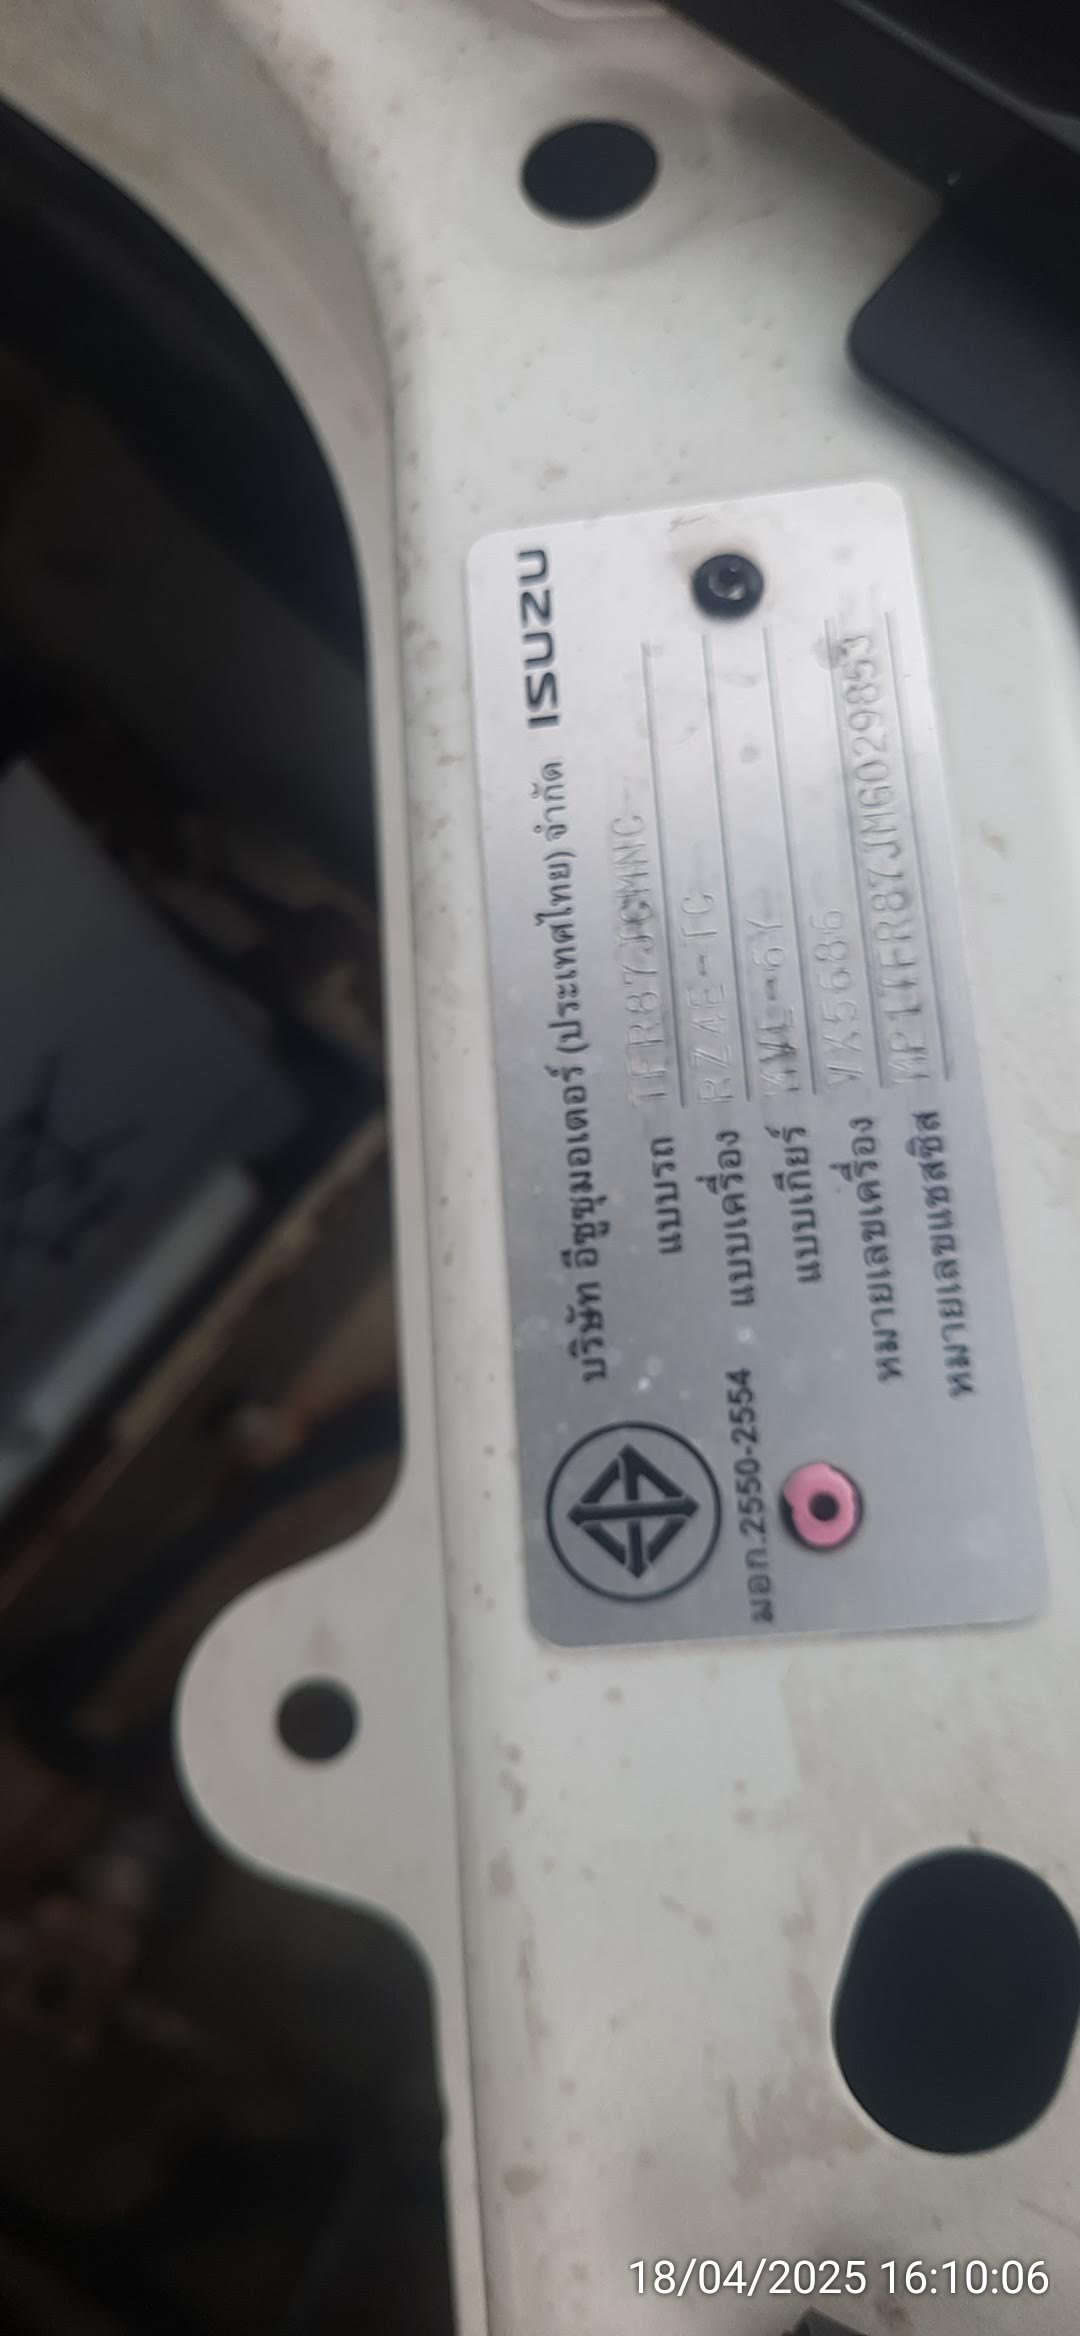 บริษัท อีซูซุมอเตอร์ (ประเทศไทย) จำกัด ISUZU
แบบรถ TFR87JCMNC
มอก.2550-2554 แบบเครื่อง RZ4E-TC
แบบเกียร์ MVL-6Y
หมายเลขเครื่อง VX5686
หมายเลขแชสซีส
18/04/2025 16:10:06